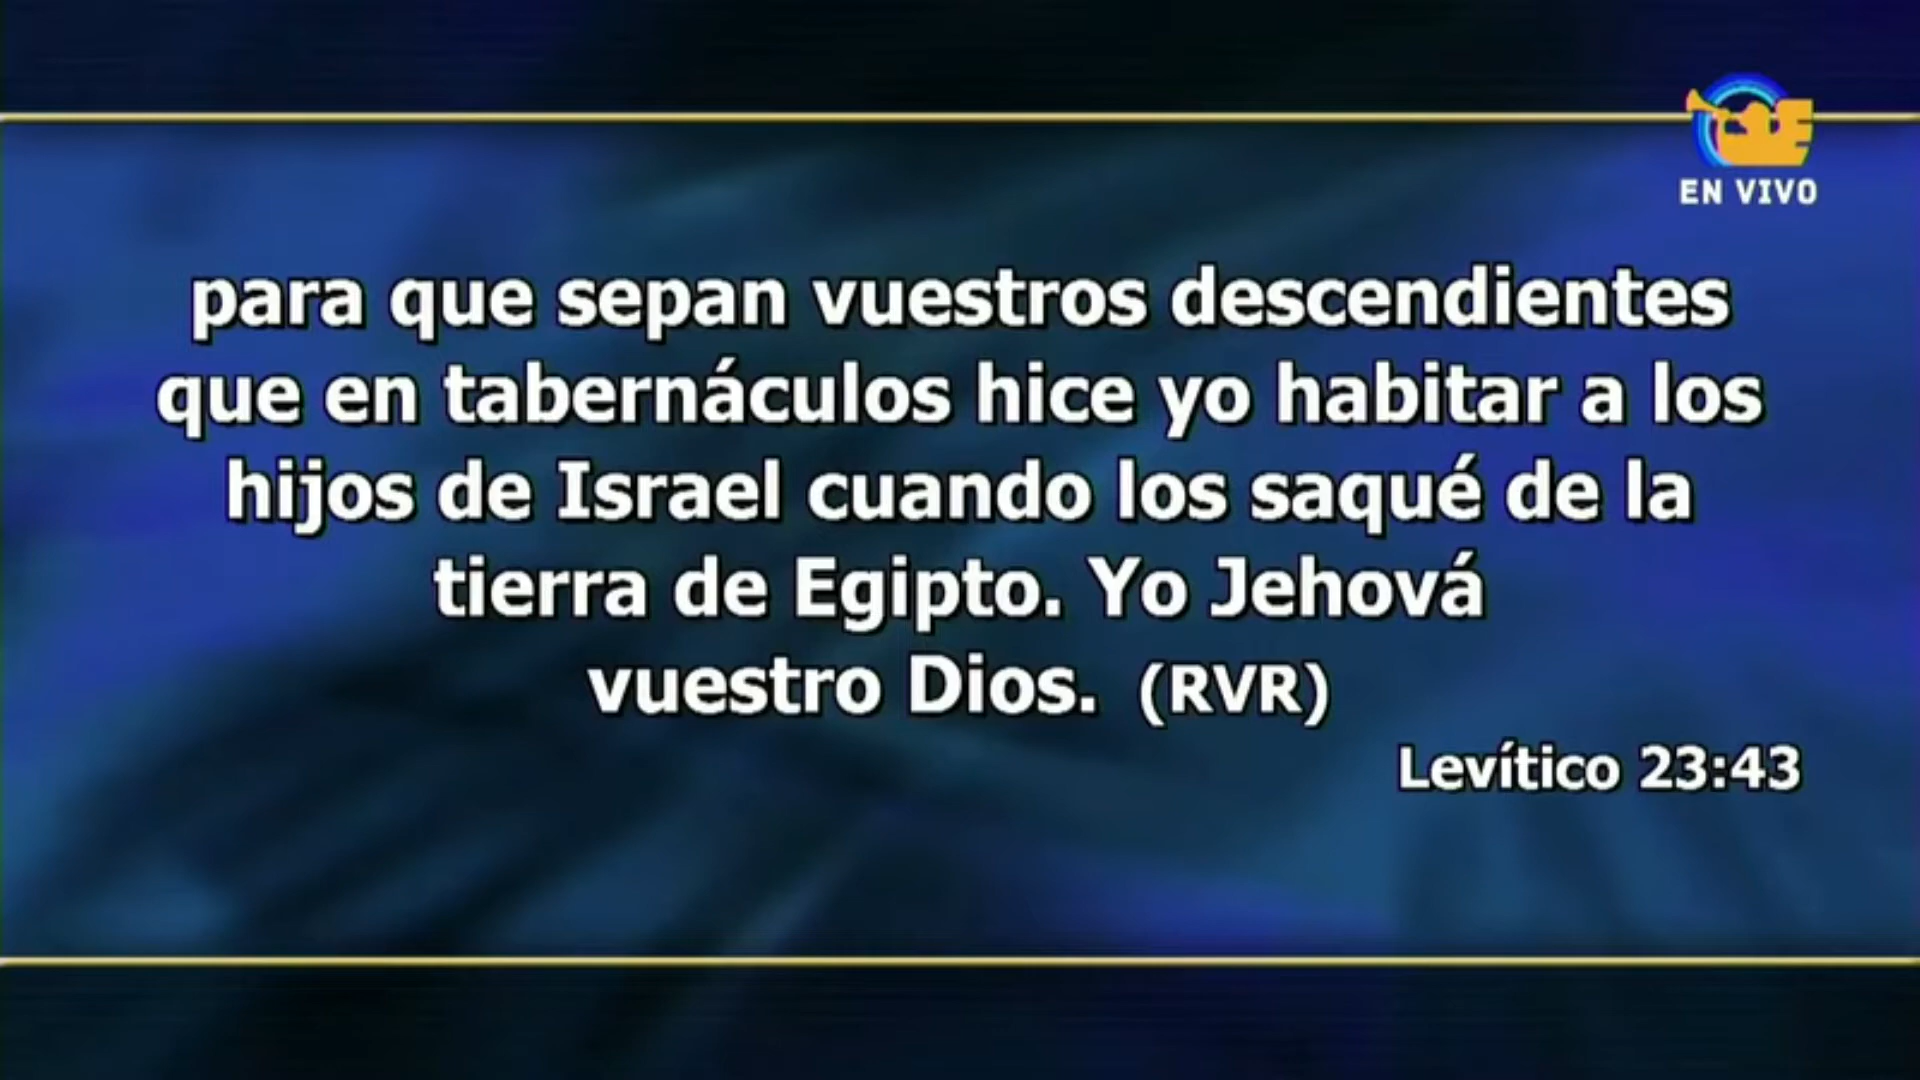 EN VIVO
para que sepan vuestros descendientes
que en tabernáculos hice yo habitar a los
hijos de Israel cuando los saqué de la
tierra de Egipto. Yo Jehová
vuestro Dios. (RVR)
Levítico 23:43